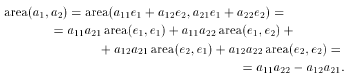 area(a₁, a₂) = area(a₁₁e₁ + a₁₂e₂, a₂₁e₁ + a₂₂e₂) =
= a₁₁a₂₁ area(e₁, e₁) + a₁₁a₂₂ area(e₁, e₂) +
+ a₁₂a₂₁ area(e₂, e₁) + a₁₂a₂₂ area(e₂, e₂) =
= a₁₁a₂₂ − a₁₂a₂₁.